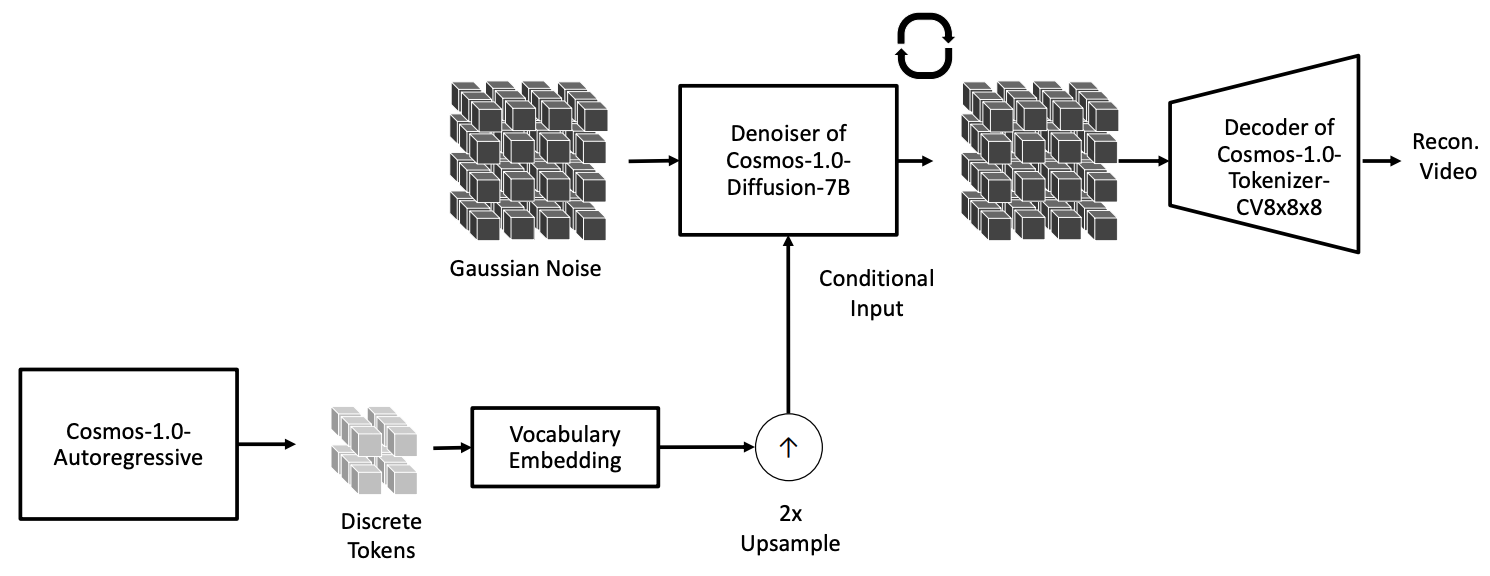 Denoiser of
Cosmos-1.0-
Diffusion-7B
Decoder of
Cosmos-1.0-
Tokenizer-
CV8x8x8
Recon.
Video
Gaussian Noise
Conditional
Input
Cosmos-1.0-
Autoregressive
Discrete
Tokens
Vocabulary
Embedding
2x
Upsample